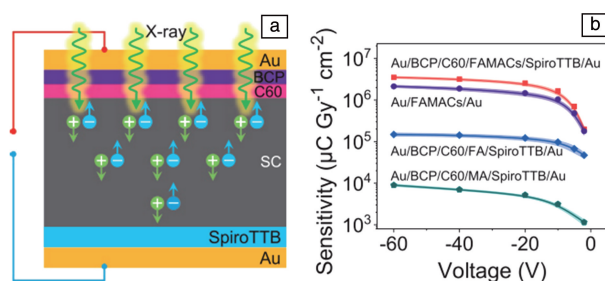 a
X-ray
Au
BCP
C60
SC
SpiroTTB
Au
b
Sensitivity (μC Gy⁻¹ cm⁻²)
10⁷
10⁶
10⁵
10⁴
10³
Au/BCP/C60/FAMACs/SpiroTTB/Au
Au/FAMACs/Au
Au/BCP/C60/FA/SpiroTTB/Au
Au/BCP/C60/MA/SpiroTTB/Au
-60 -40 -20 0
Voltage (V)